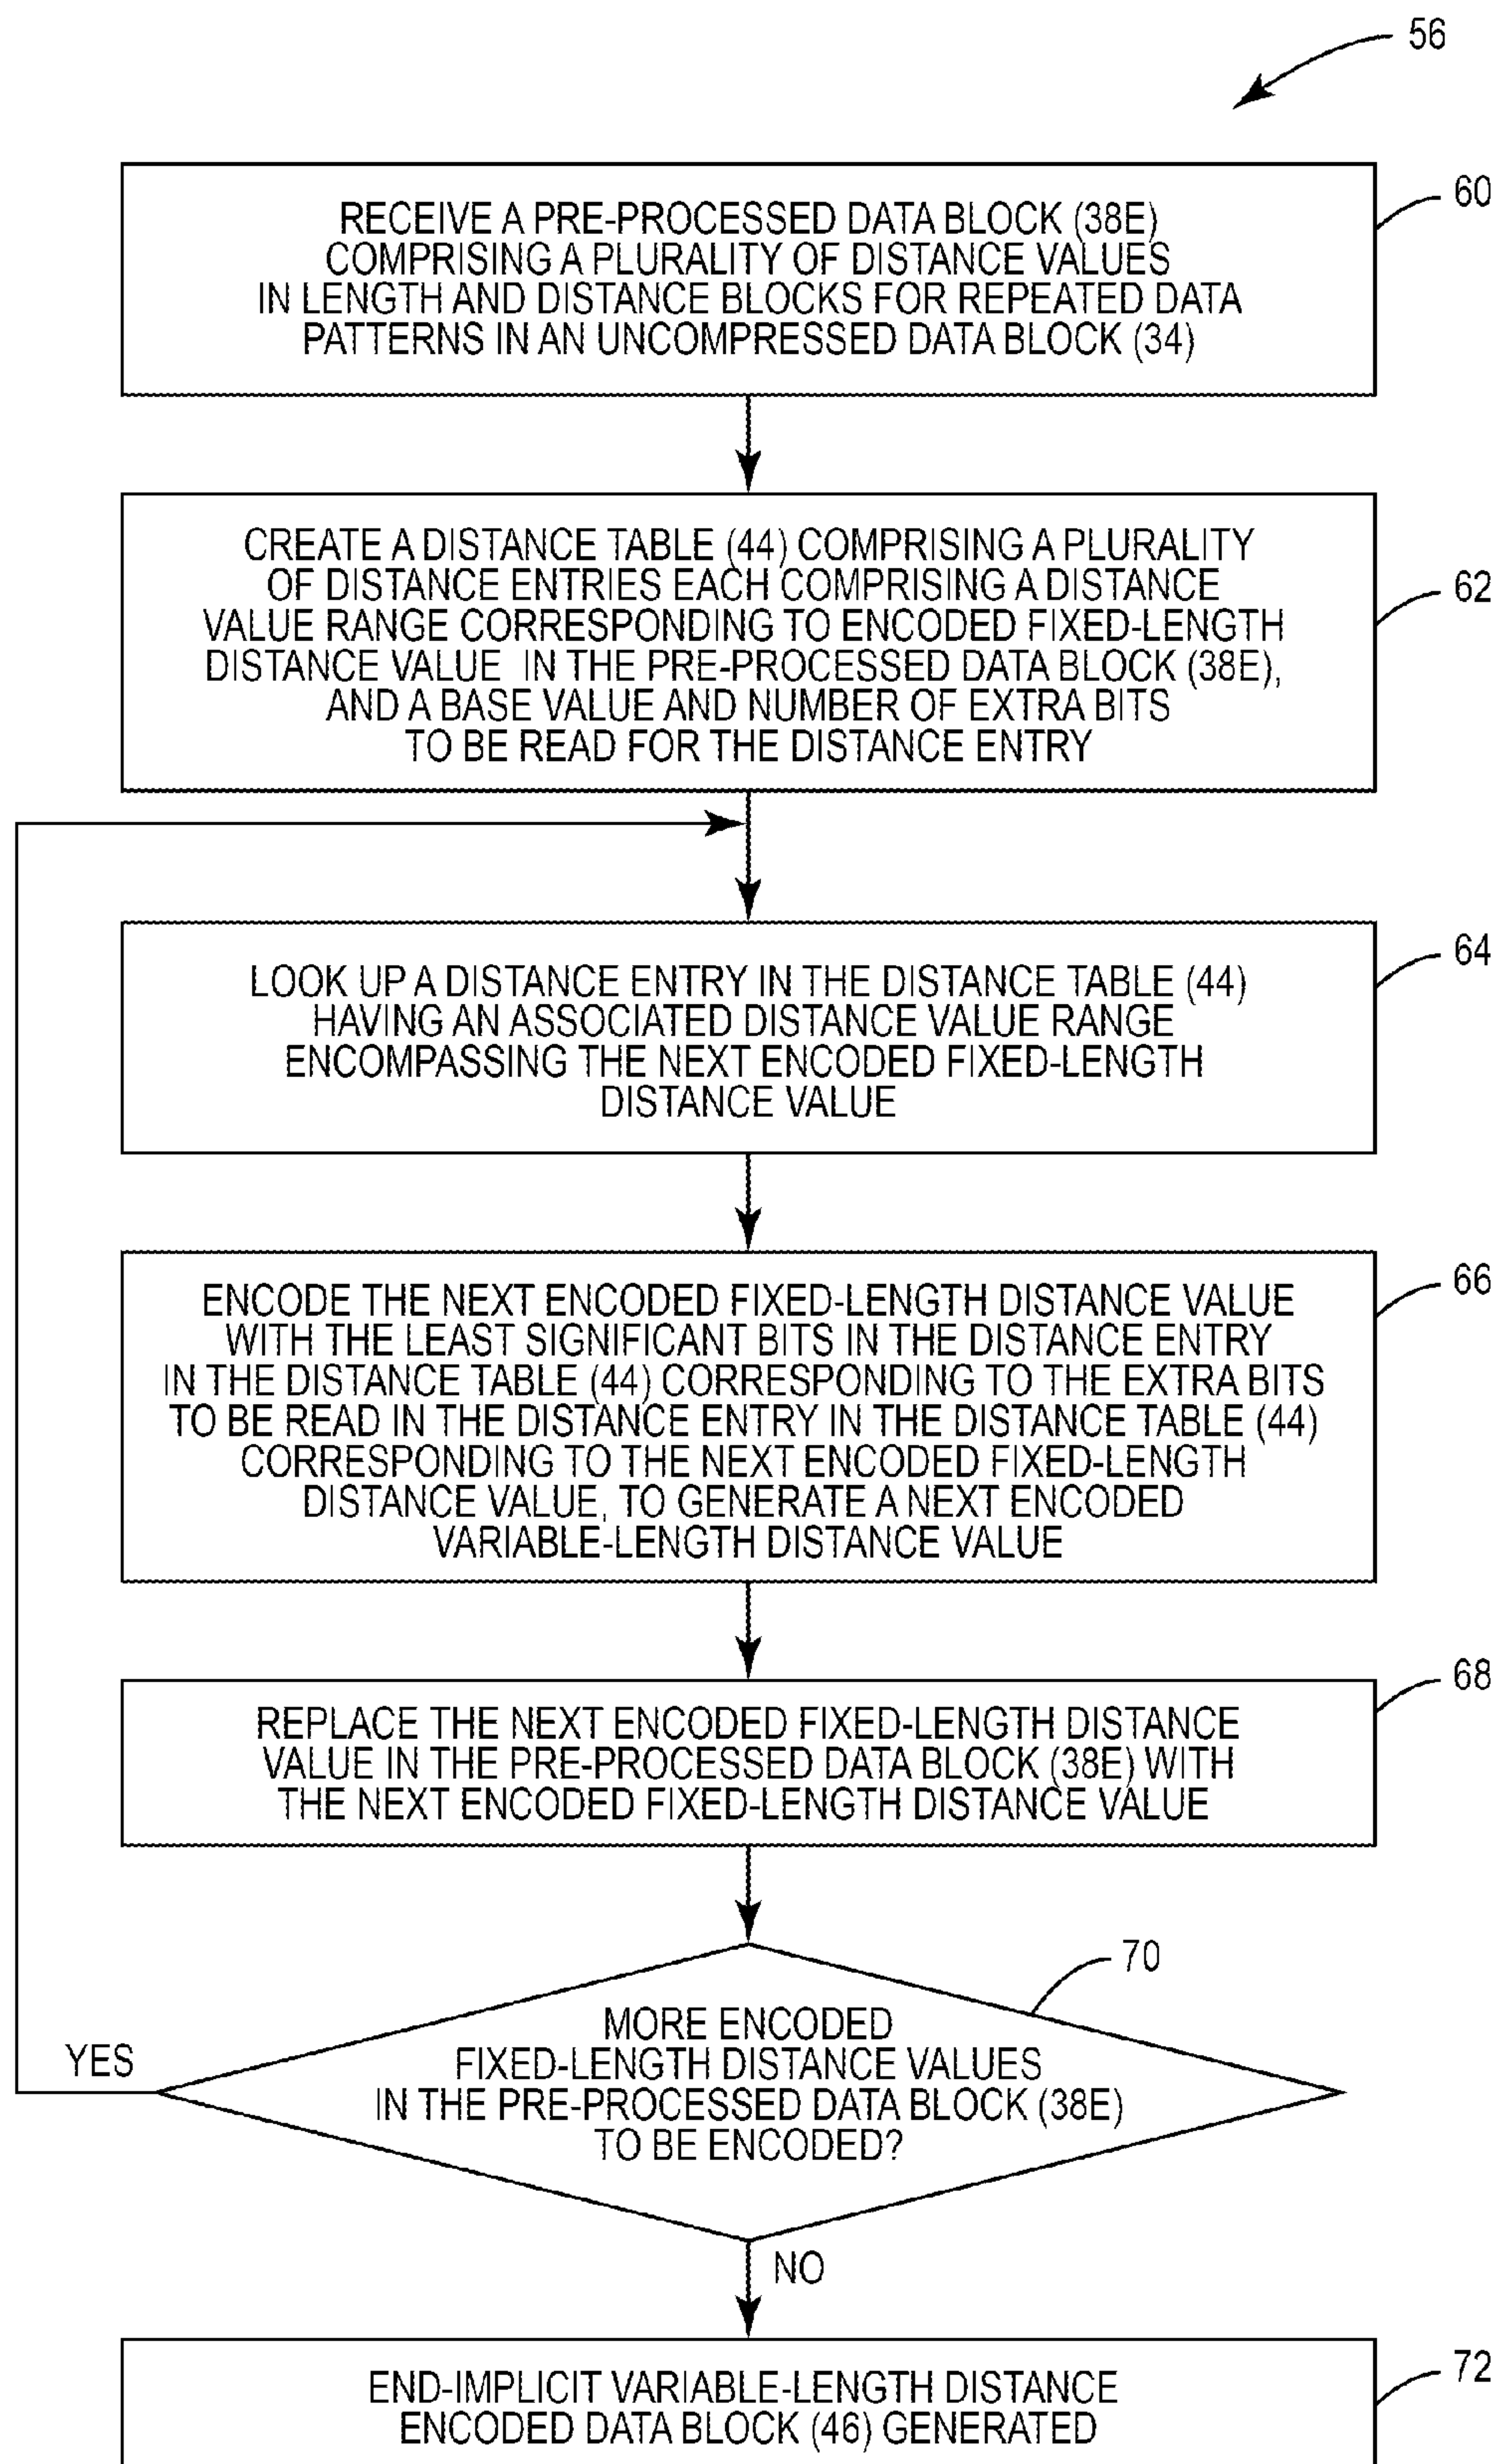 56
60
RECEIVE A PRE-PROCESSED DATA BLOCK (38E)
COMPRISING A PLURALITY OF DISTANCE VALUES
IN LENGTH AND DISTANCE BLOCKS FOR REPEATED DATA
PATTERNS IN AN UNCOMPRESSED DATA BLOCK (34)
62
CREATE A DISTANCE TABLE (44) COMPRISING A PLURALITY
OF DISTANCE ENTRIES EACH COMPRISING A DISTANCE
VALUE RANGE CORRESPONDING TO ENCODED FIXED-LENGTH
DISTANCE VALUE IN THE PRE-PROCESSED DATA BLOCK (38E),
AND A BASE VALUE AND NUMBER OF EXTRA BITS
TO BE READ FOR THE DISTANCE ENTRY
64
LOOK UP A DISTANCE ENTRY IN THE DISTANCE TABLE (44)
HAVING AN ASSOCIATED DISTANCE VALUE RANGE
ENCOMPASSING THE NEXT ENCODED FIXED-LENGTH
DISTANCE VALUE
66
ENCODE THE NEXT ENCODED FIXED-LENGTH DISTANCE VALUE
WITH THE LEAST SIGNIFICANT BITS IN THE DISTANCE ENTRY
IN THE DISTANCE TABLE (44) CORRESPONDING TO THE EXTRA BITS
TO BE READ IN THE DISTANCE ENTRY IN THE DISTANCE TABLE (44)
CORRESPONDING TO THE NEXT ENCODED FIXED-LENGTH
DISTANCE VALUE, TO GENERATE A NEXT ENCODED
VARIABLE-LENGTH DISTANCE VALUE
68
REPLACE THE NEXT ENCODED FIXED-LENGTH DISTANCE
VALUE IN THE PRE-PROCESSED DATA BLOCK (38E) WITH
THE NEXT ENCODED FIXED-LENGTH DISTANCE VALUE
70
MORE ENCODED
FIXED-LENGTH DISTANCE VALUES
IN THE PRE-PROCESSED DATA BLOCK (38E)
TO BE ENCODED?
YES
NO
72
END-IMPLICIT VARIABLE-LENGTH DISTANCE
ENCODED DATA BLOCK (46) GENERATED